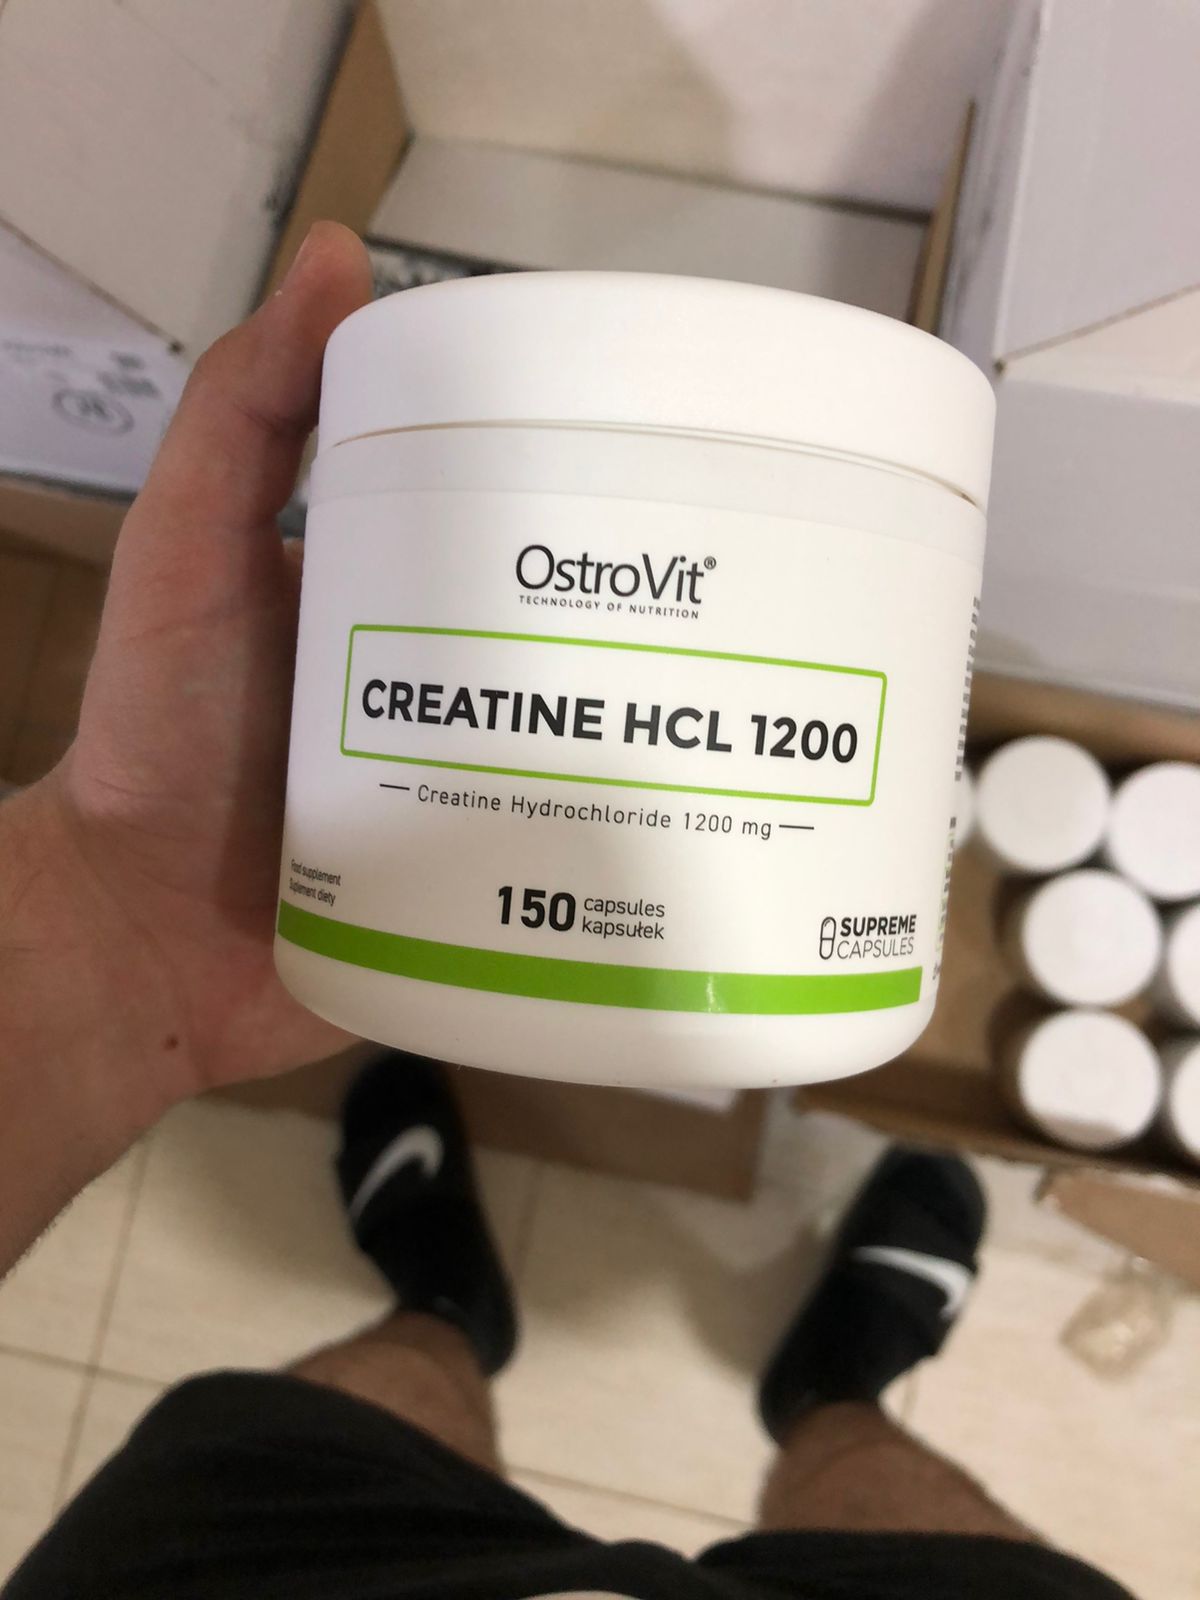 OstroVit®
TECHNOLOGY OF NUTRITION
CREATINE HCL 1200
Creatine Hydrochloride 1200 mg
Food supplement
Suplement diety
150 capsules
kapsułek
SUPREME
CAPSULES